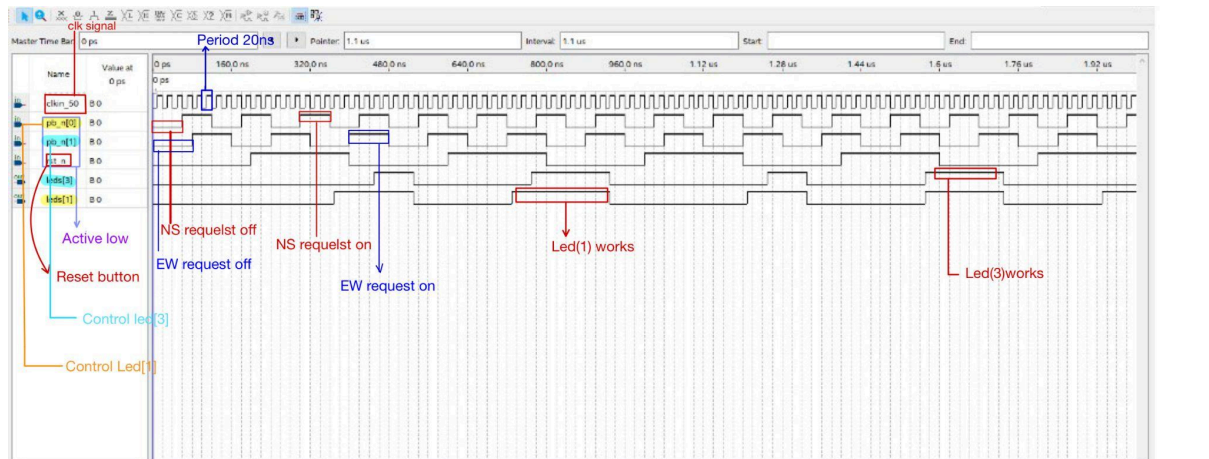 clk signal
Master Time Bar: 0 ps
Period 20ns
Pointer: 1.1 us
Interval: 1.1 us
Start:
End:
Name
Value at
0 ps
0 ps 160.0 ns 320.0 ns 480.0 ns 640.0 ns 800.0 ns 960.0 ns 1.12 us 1.28 us 1.44 us 1.6 us 1.76 us 1.92 us
0 ps
clkin_50 B 0
pb_n[0] B 0
pb_n[1] B 0
rst_n B 0
leds[3] B 0
leds[1] B 0
NS requelst off
Active low
NS requelst on
Led(1) works
EW request off
Reset button
EW request on
Led(3)works
Control led[3]
Control Led[1]